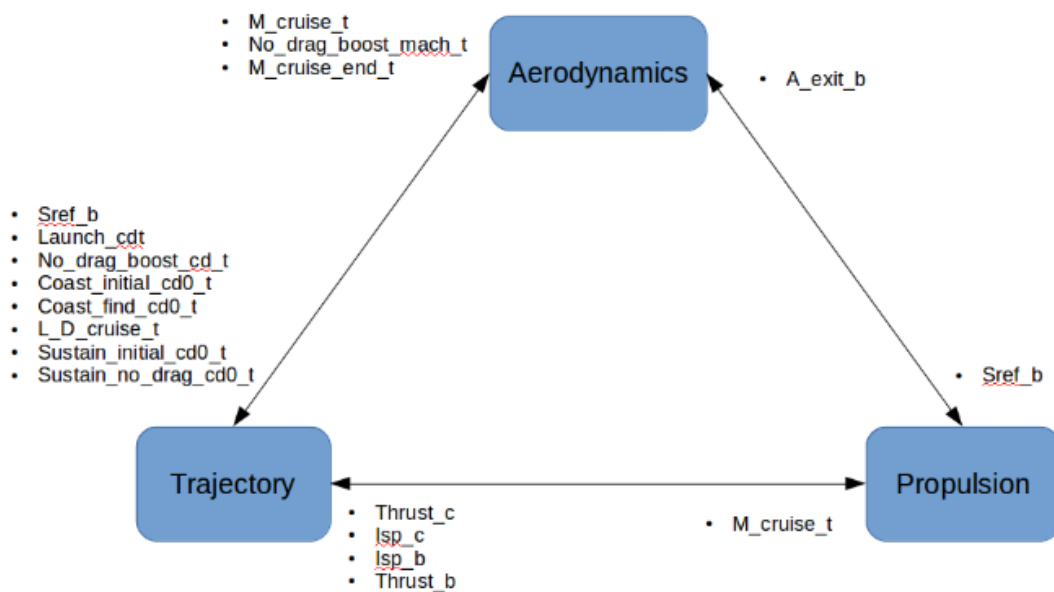 • M_cruise_t
• No_drag_boost_mach_t
• M_cruise_end_t
Aerodynamics
• A_exit_b
• Sref_b
• Launch_cdt
• No_drag_boost_cd_t
• Coast_initial_cd0_t
• Coast_find_cd0_t
• L_D_cruise_t
• Sustain_initial_cd0_t
• Sustain_no_drag_cd0_t
• Sref_b
Trajectory
Propulsion
• Thrust_c
• Isp_c
• Isp_b
• Thrust_b
• M_cruise_t